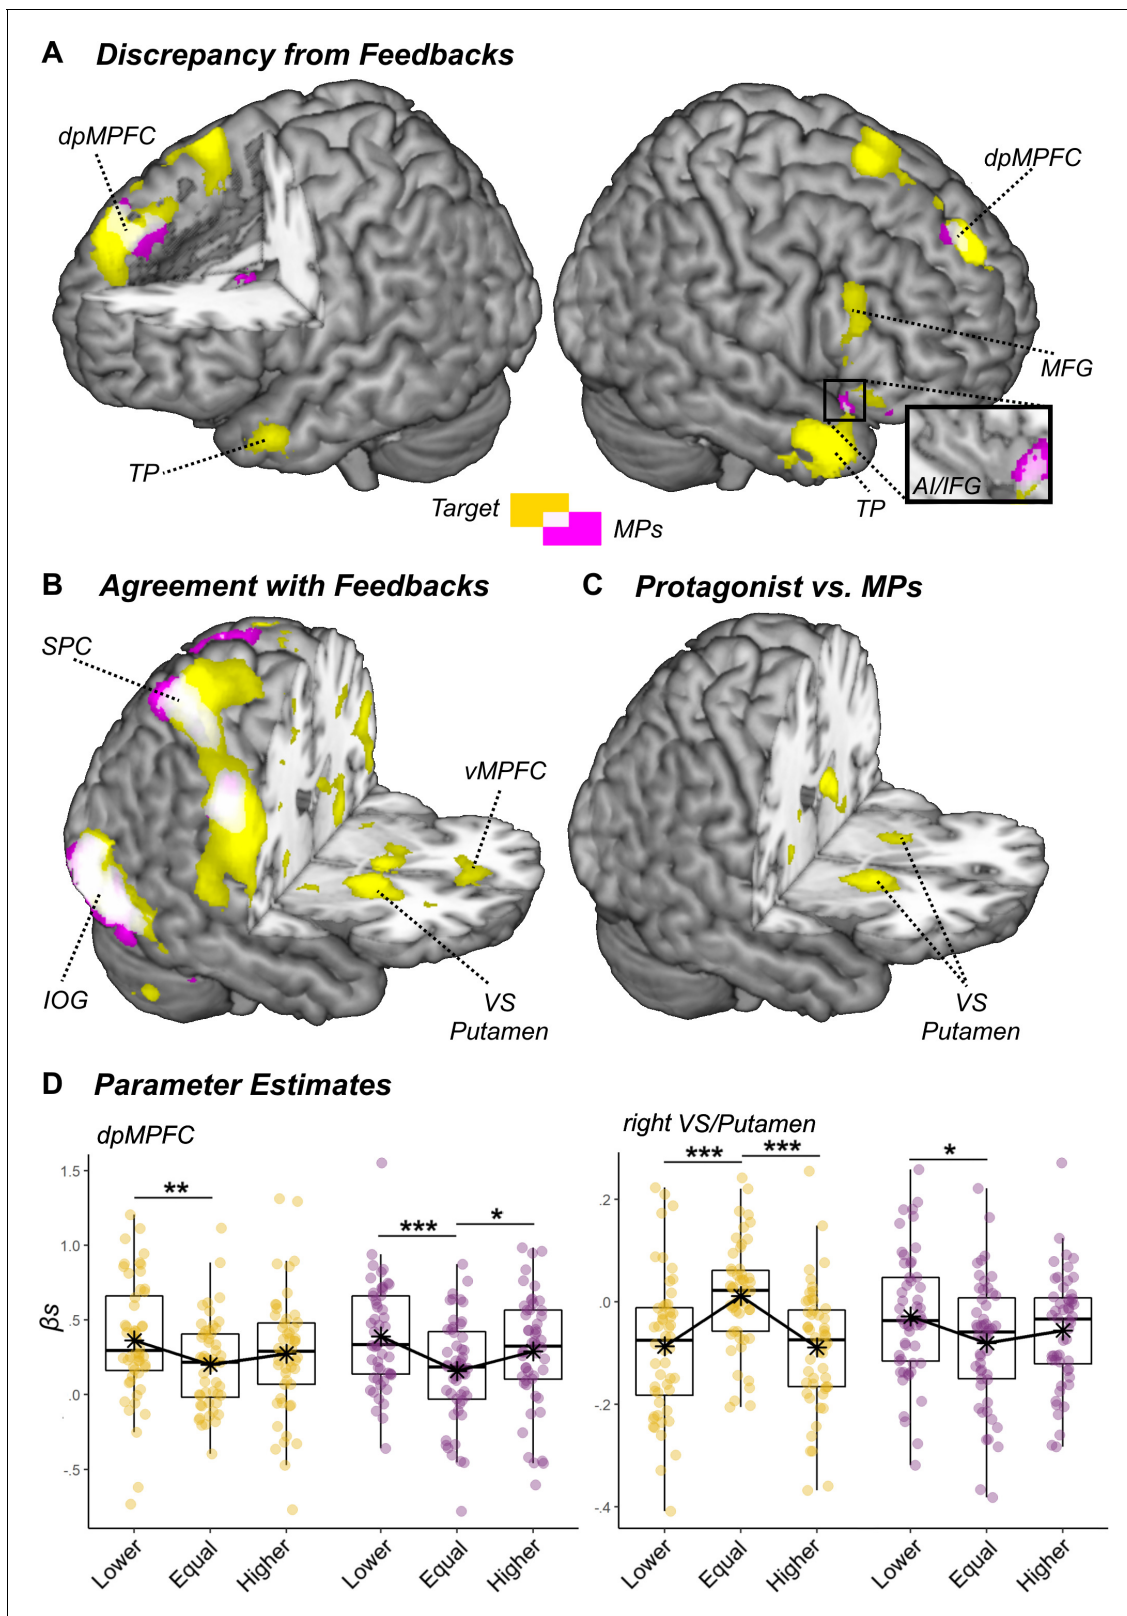 A Discrepancy from Feedbacks
dpMPFC
dpMPFC
MFG
TP
AI/IFG
TP
Target
MPs
B Agreement with Feedbacks
C Protagonist vs. MPs
SPC
vMPFC
IOG
VS
Putamen
VS
Putamen
D Parameter Estimates
dpMPFC
right VS/Putamen
βs
1.5
1.0
.5
.0
-.5
** *** *
Lower Equal Higher Lower Equal Higher
.2
.0
-.2
-.4
*** *** *
Lower Equal Higher Lower Equal Higher